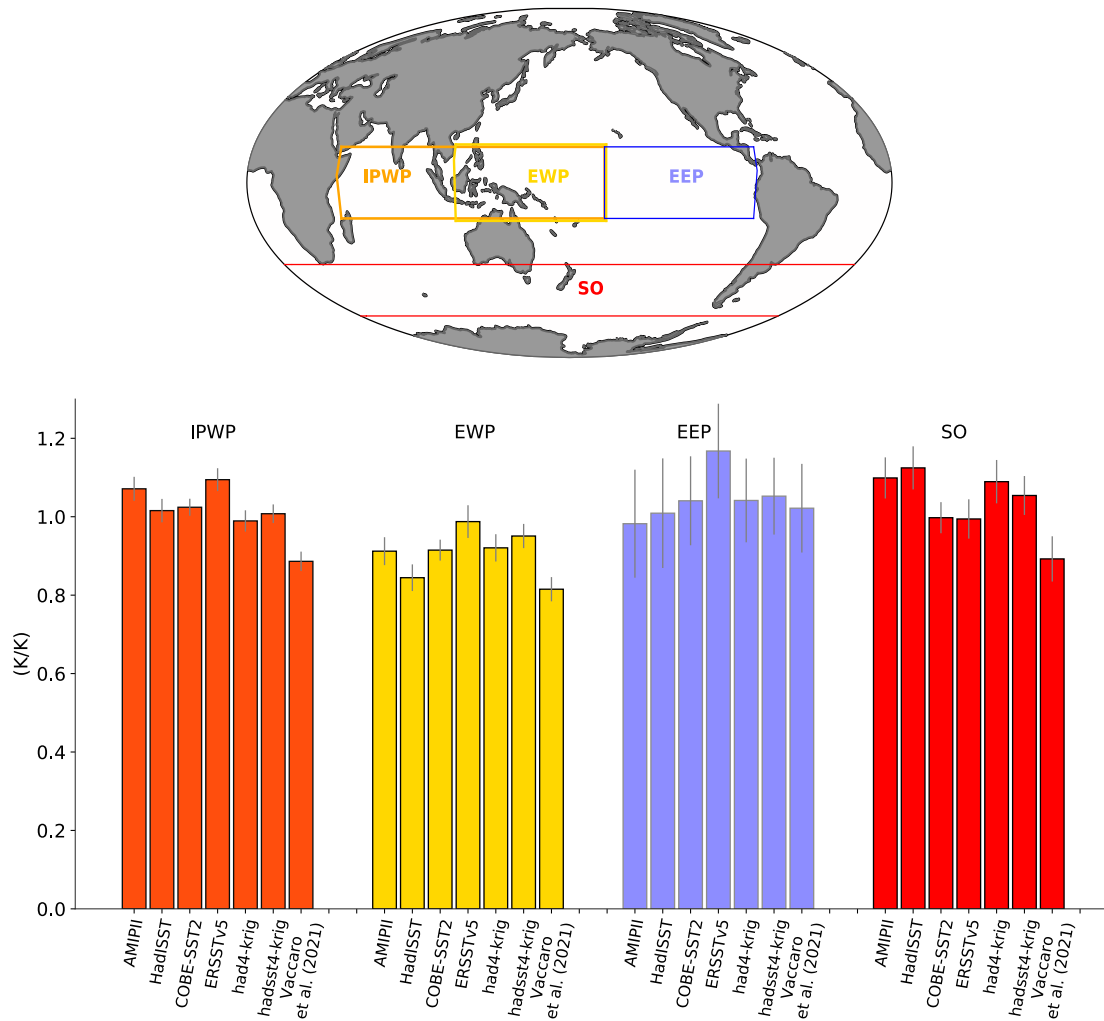 IPWP
EWP
EEP
SO
IPWP
EWP
EEP
SO
(K/K)
1.2
1.0
0.8
0.6
0.4
0.2
0.0
AMIPII
HadISST
COBE-SST2
ERSSTv5
had4-krig
hadsst4-krig
Vaccaro
et al. (2021)
AMIPII
HadISST
COBE-SST2
ERSSTv5
had4-krig
hadsst4-krig
Vaccaro
et al. (2021)
AMIPII
HadISST
COBE-SST2
ERSSTv5
had4-krig
hadsst4-krig
Vaccaro
et al. (2021)
AMIPII
HadISST
COBE-SST2
ERSSTv5
had4-krig
hadsst4-krig
Vaccaro
et al. (2021)